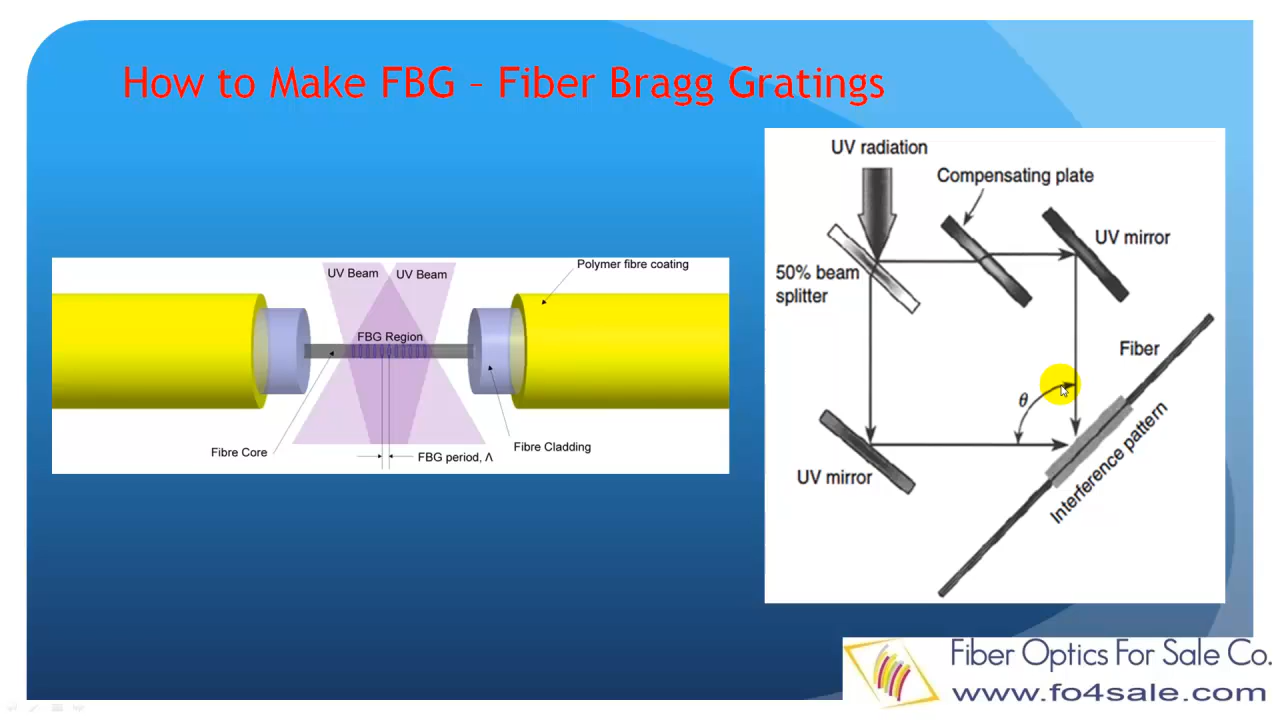 How to Make FBG – Fiber Bragg Gratings
UV Beam
UV Beam
Polymer fibre coating
FBG Region
Fibre Core
FBG period, Λ
Fibre Cladding
UV radiation
Compensating plate
UV mirror
50% beam
splitter
Fiber
θ
UV mirror
Interference pattern
Fiber Optics For Sale Co.
www.fo4sale.com